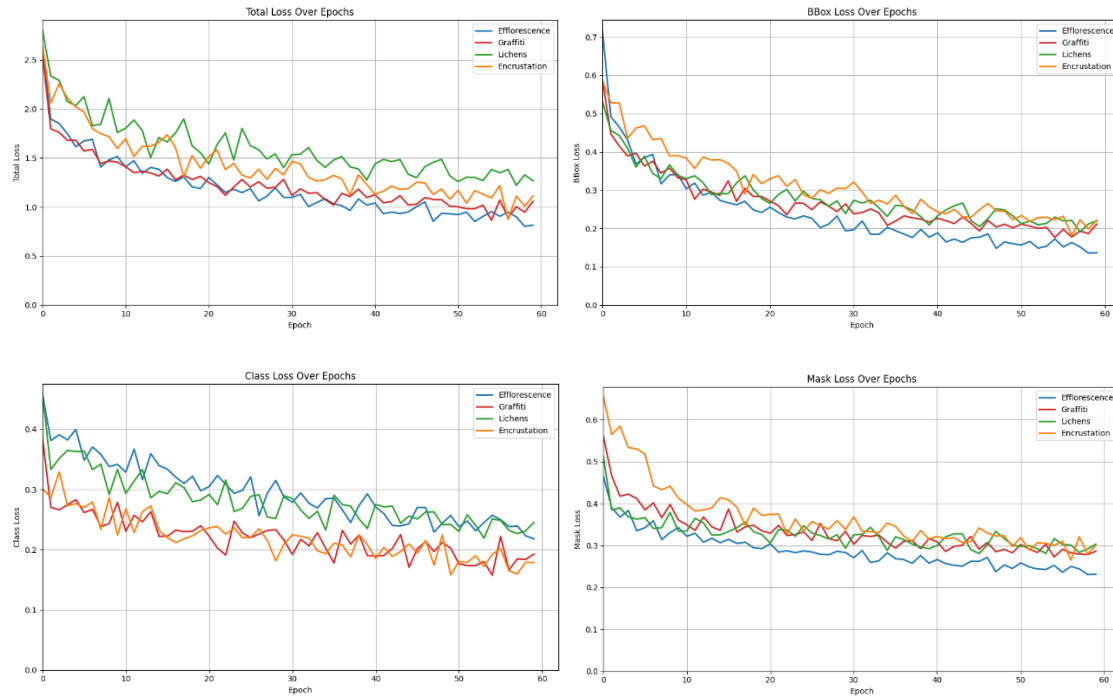 Total Loss Over Epochs
Efflorescence
Graffiti
Lichens
Encrustation
2.5
2.0
1.5
1.0
0.5
0.0
Total Loss
0 10 20 30 40 50 60
Epoch
BBox Loss Over Epochs
Efflorescence
Graffiti
Lichens
Encrustation
0.7
0.6
0.5
0.4
0.3
0.2
0.1
BBox Loss
0 10 20 30 40 50 60
Epoch
Class Loss Over Epochs
Efflorescence
Graffiti
Lichens
Encrustation
0.4
0.3
0.2
0.1
0.0
Class Loss
0 10 20 30 40 50 60
Epoch
Mask Loss Over Epochs
Efflorescence
Graffiti
Lichens
Encrustation
0.6
0.5
0.4
0.3
0.2
0.1
0.0
Mask Loss
0 10 20 30 40 50 60
Epoch